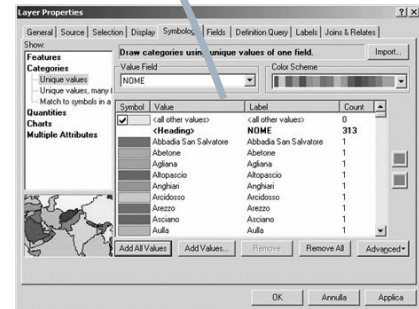 Layer Properties
General Source Selection Display Symbology Fields Definition Query Labels Joins & Relates
Show:
Features
Categories
Unique values
Unique values, many f
Match to symbols in a
Quantities
Charts
Multiple Attributes
Draw categories using unique values of one field.
Import...
Value Field
NOME
Color Scheme
Symbol Value Label Count
<all other values> <all other values> 0
<Heading> NOME 313
Abbadia San Salvatore Abbadia San Salvatore 1
Abetone Abetone 1
Agliana Agliana 1
Altopascio Altopascio 1
Anghiari Anghiari 1
Arcidosso Arcidosso 1
Arezzo Arezzo 1
Asciano Asciano 1
Aulla Aulla 1
Add All Values Add Values... Remove Remove All Advanced
OK Annulla Applica